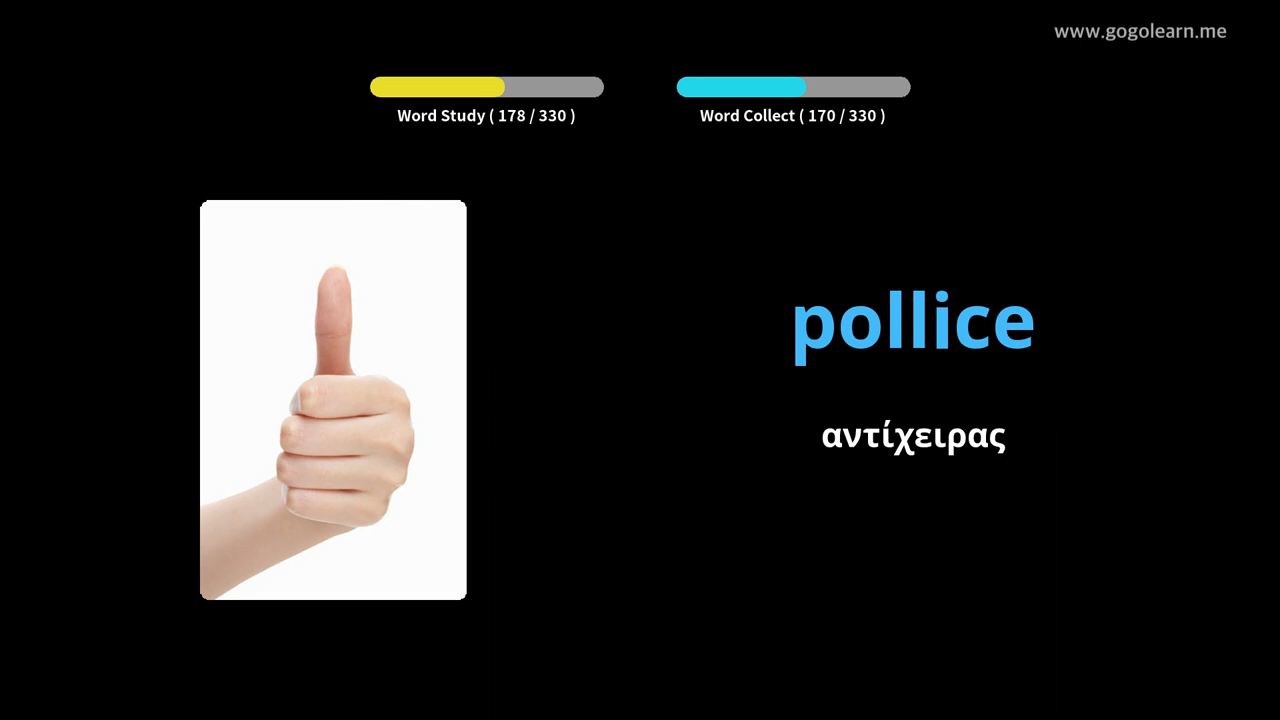 www.gogolearn.me
Word Study ( 178 / 330 )
Word Collect ( 170 / 330 )
pollice
αντίχειρας